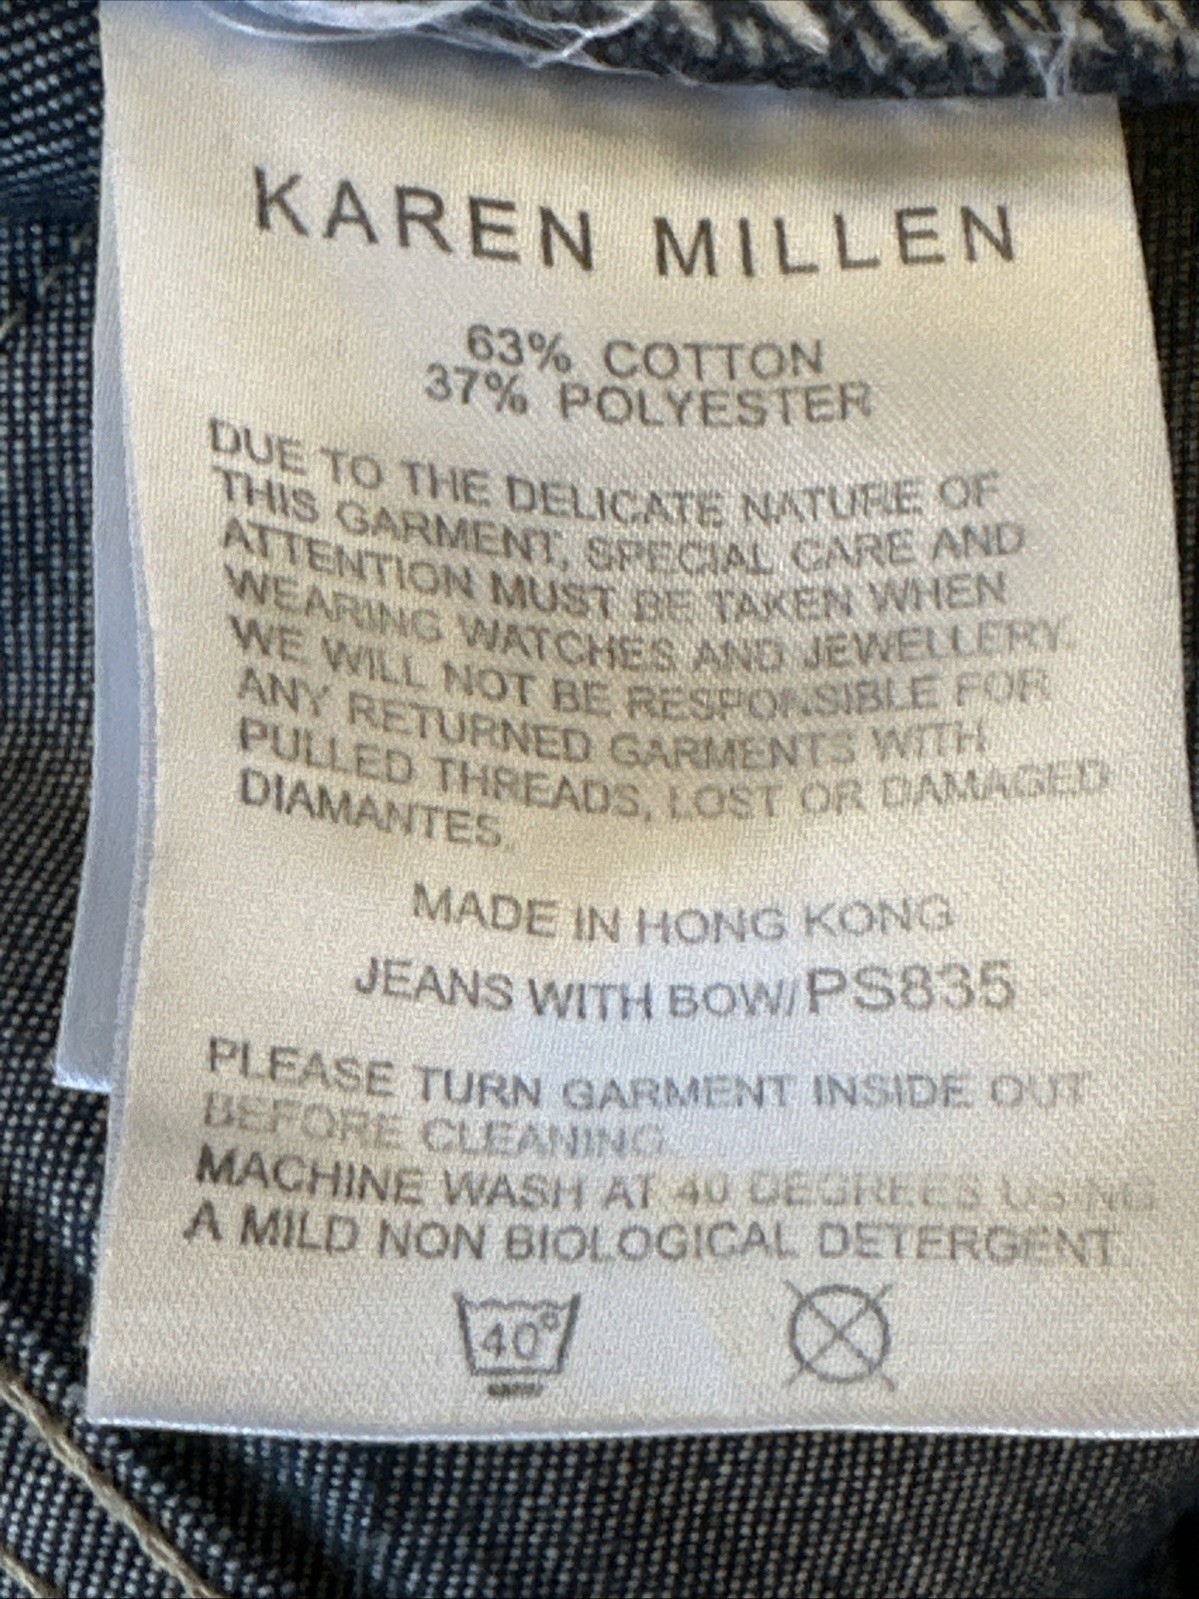 KAREN MILLEN
63% COTTON
37% POLYESTER
DUE TO THE DELICATE NATURE OF
THIS GARMENT, SPECIAL CARE AND
ATTENTION MUST BE TAKEN WHEN
WEARING WATCHES AND JEWELLERY.
WE WILL NOT BE RESPONSIBLE FOR
ANY RETURNED GARMENTS WITH
PULLED THREADS, LOST OR DAMAGED
DIAMANTES.
MADE IN HONG KONG
JEANS WITH BOW/PS835
PLEASE TURN GARMENT INSIDE OUT
BEFORE CLEANING.
MACHINE WASH AT 40 DEGREES USING
A MILD NON BIOLOGICAL DETERGENT.
40°